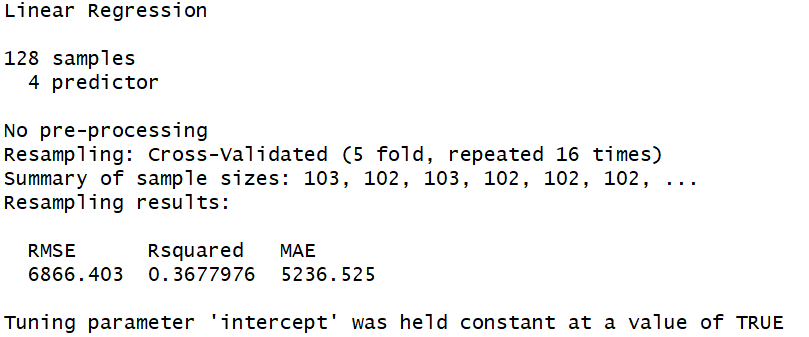 Linear Regression
128 samples
4 predictor
No pre-processing
Resampling: Cross-Validated (5 fold, repeated 16 times)
Summary of sample sizes: 103, 102, 103, 102, 102, 102, ...
Resampling results:
RMSE Rsquared MAE
6866.403 0.3677976 5236.525
Tuning parameter 'intercept' was held constant at a value of TRUE